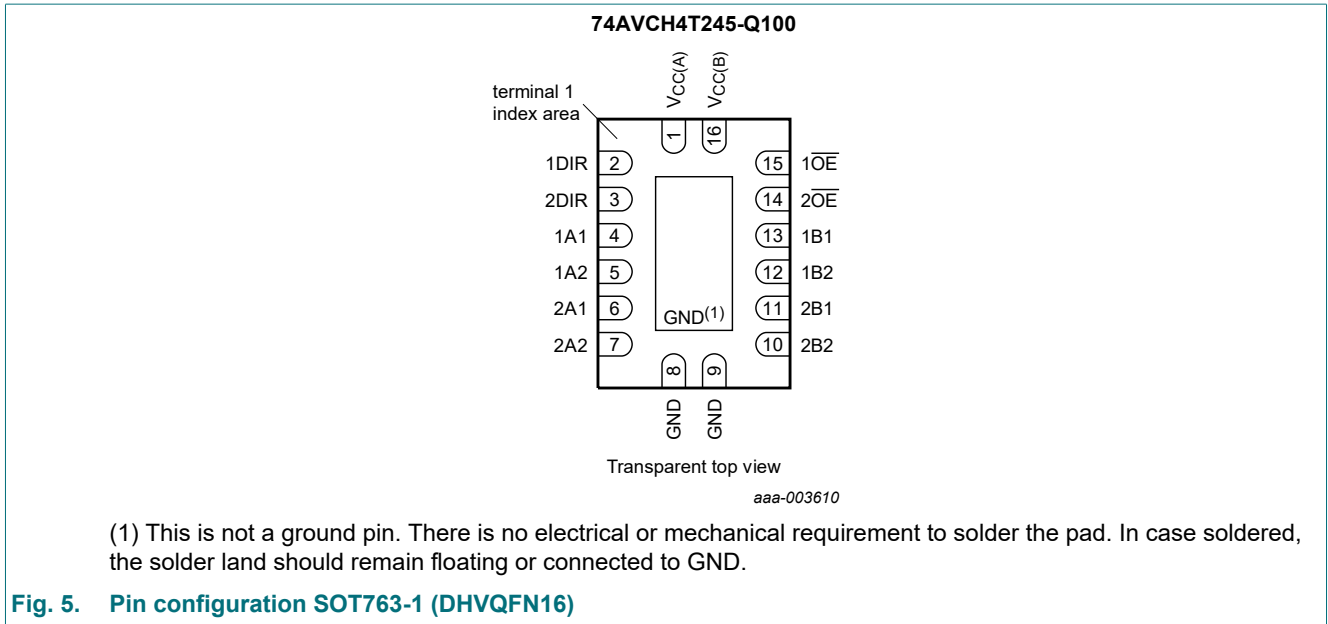 74AVCH4T245-Q100
VCC(A)
VCC(B)
terminal 1
index area
1
16
1DIR 2
15 1OE
2DIR 3
14 2OE
1A1 4
13 1B1
1A2 5
12 1B2
2A1 6
11 2B1
GND(1)
2A2 7
10 2B2
8
9
GND
GND
Transparent top view
aaa-003610
(1) This is not a ground pin. There is no electrical or mechanical requirement to solder the pad. In case soldered,
the solder land should remain floating or connected to GND.
Fig. 5. Pin configuration SOT763-1 (DHVQFN16)